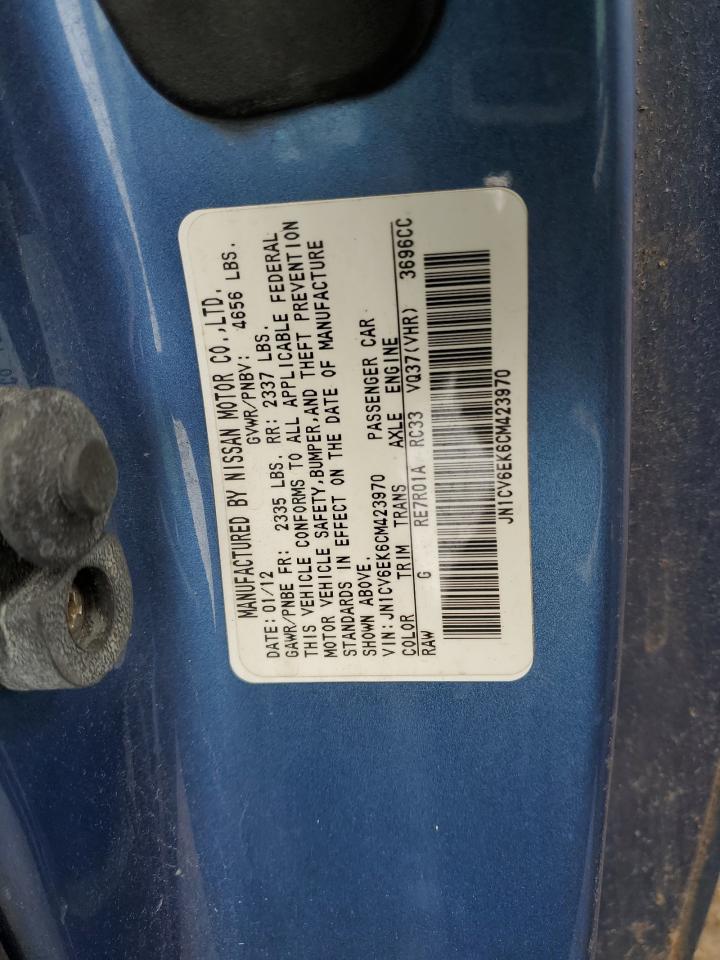 MANUFACTURED BY NISSAN MOTOR CO.,LTD.
DATE: 01/12 GVWR/PNBV: 4656 LBS.
GAWR/PNBE FR: 2335 LBS. RR: 2337 LBS.
THIS VEHICLE CONFORMS TO ALL APPLICABLE FEDERAL
MOTOR VEHICLE SAFETY,BUMPER,AND THEFT PREVENTION
STANDARDS IN EFFECT ON THE DATE OF MANUFACTURE
SHOWN ABOVE.
VIN: JN1CV6EK6CM423970 PASSENGER CAR
COLOR TRIM TRANS AXLE ENGINE
RAW G RE7R01A RC33 VQ37(VHR) 3696CC
JN1CV6EK6CM423970